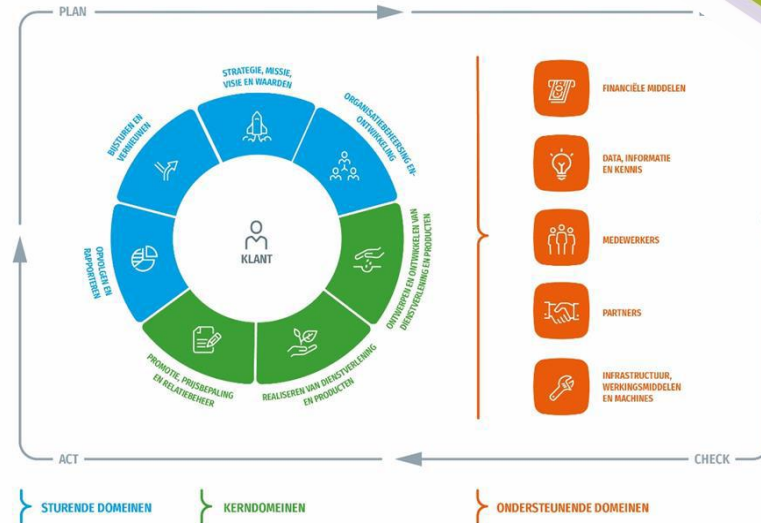 PLAN
STRATEGIE, MISSIE,
VISIE EN WAARDEN
ORGANISATIEBEHEERSING EN-
ONTWIKKELING
ONTWERPEN EN ONTWIKKELEN VAN
DIENSTVERLENING EN PRODUCTEN
REALISEREN VAN DIENSTVERLENING
EN PRODUCTEN
PROMOTIE, PRIJSBEPALING
EN RELATIEBEHEER
OPVOLGEN EN
RAPPORTEREN
BIJSTUREN EN
VERNIEUWEN
KLANT
FINANCIËLE MIDDELEN
DATA, INFORMATIE
EN KENNIS
MEDEWERKERS
PARTNERS
INFRASTRUCTUUR,
WERKINGSMIDDELEN
EN MACHINES
ACT
CHECK
STURENDE DOMEINEN
KERNDOMEINEN
ONDERSTEUNENDE DOMEINEN